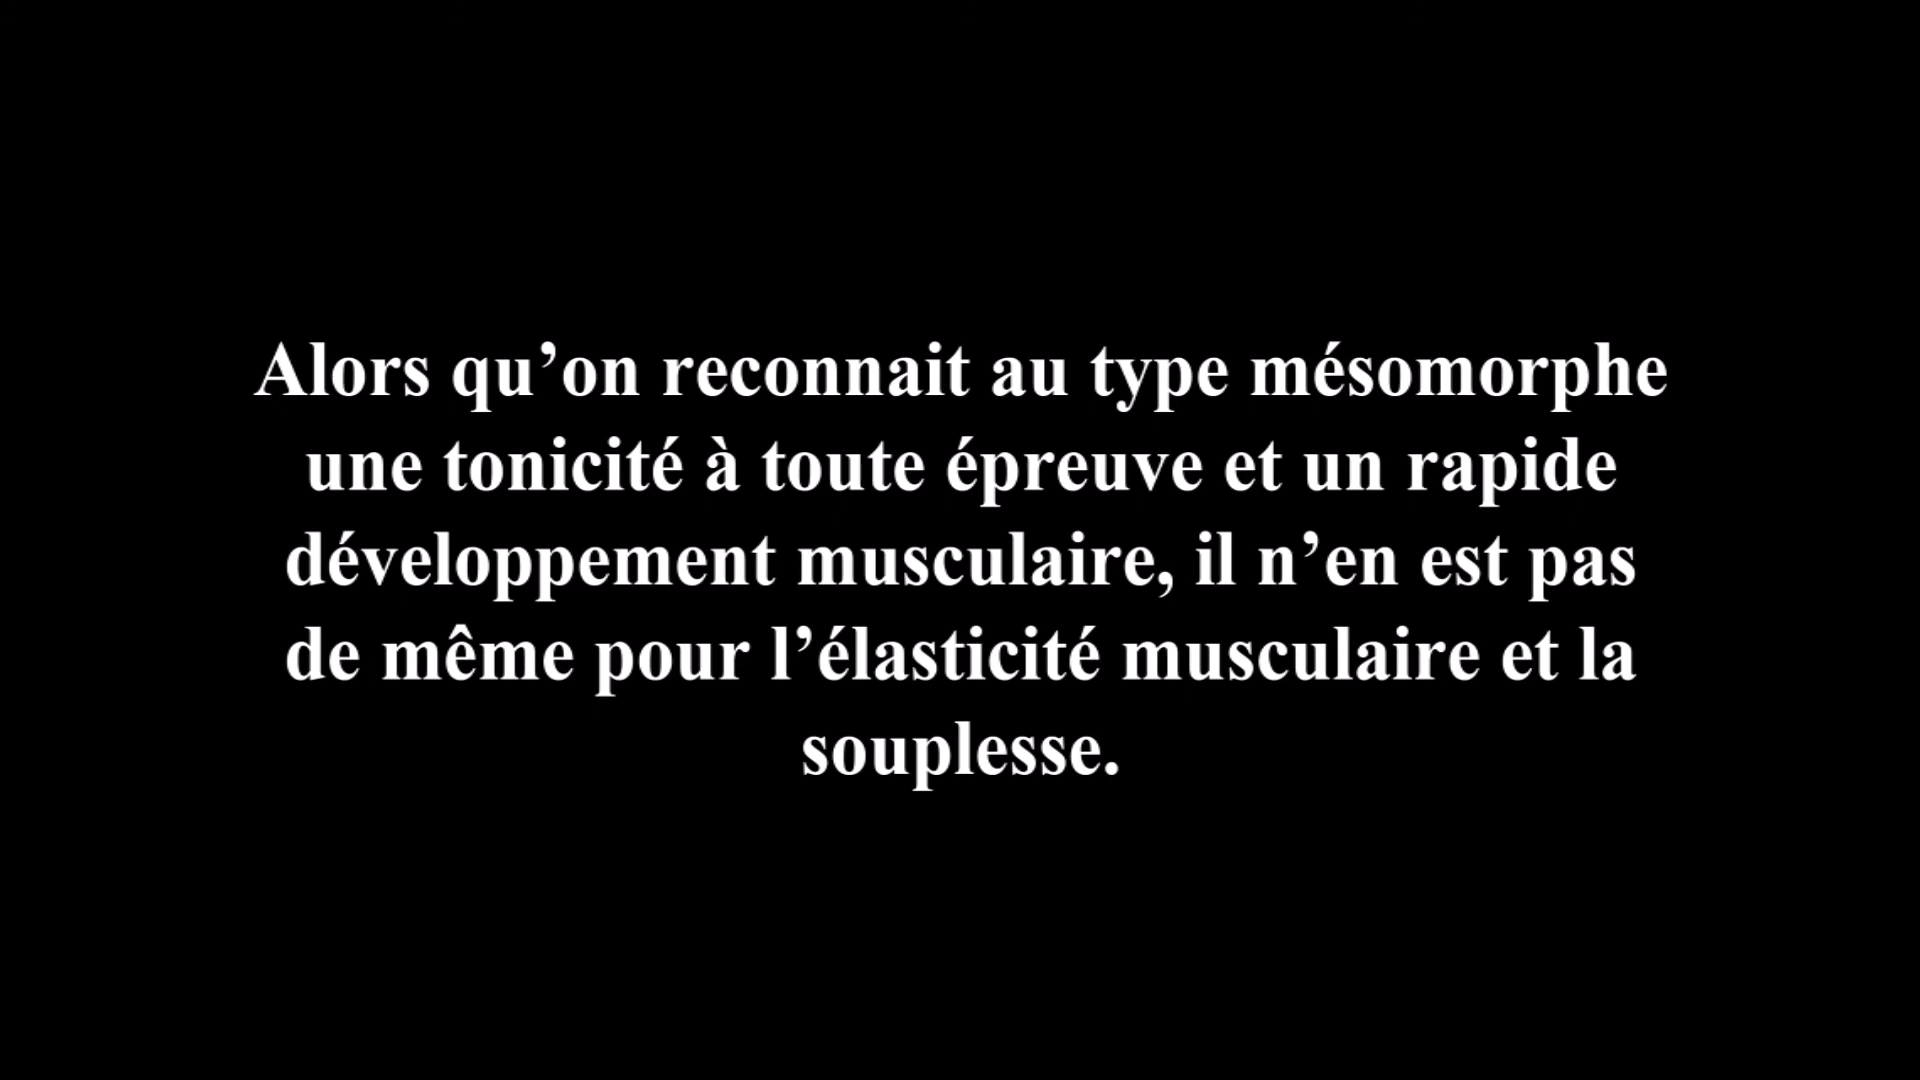 Alors qu’on reconnait au type mésomorphe
une tonicité à toute épreuve et un rapide
développement musculaire, il n’en est pas
de même pour l’élasticité musculaire et la
souplesse.